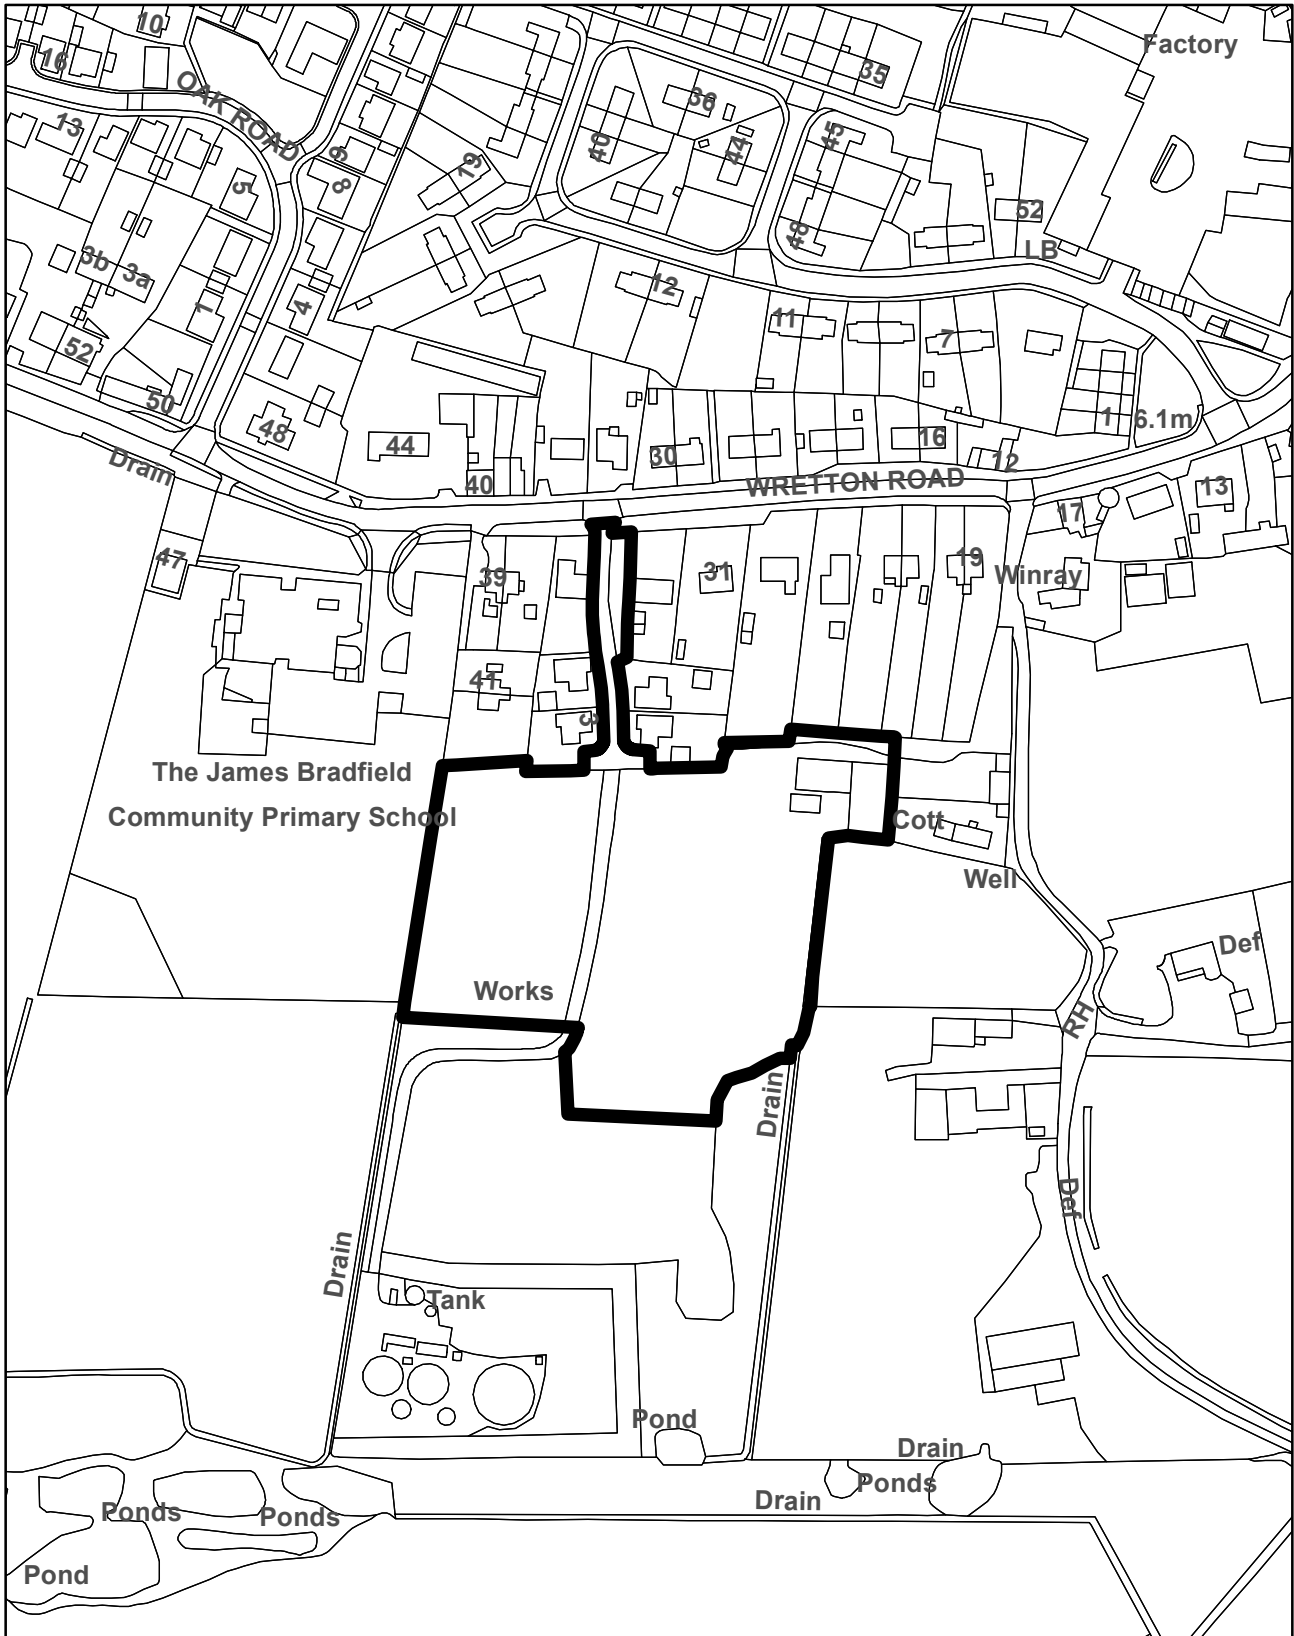 10
Factory
16
35
OAK ROAD
36
13
40
44
45
9
19
5
8
52
48
LB
3b
3a
12
1
4
11
7
52
50
48
44
1
6.1m
16
30
12
Drain
40
WRETTON ROAD
13
17
47
39
31
19
Winray
41
3
The James Bradfield
Community Primary School
Cott
Well
Def
Works
RH
Drain
Def
Drain
Tank
Pond
Drain
Ponds
Drain
Ponds
Ponds
Pond